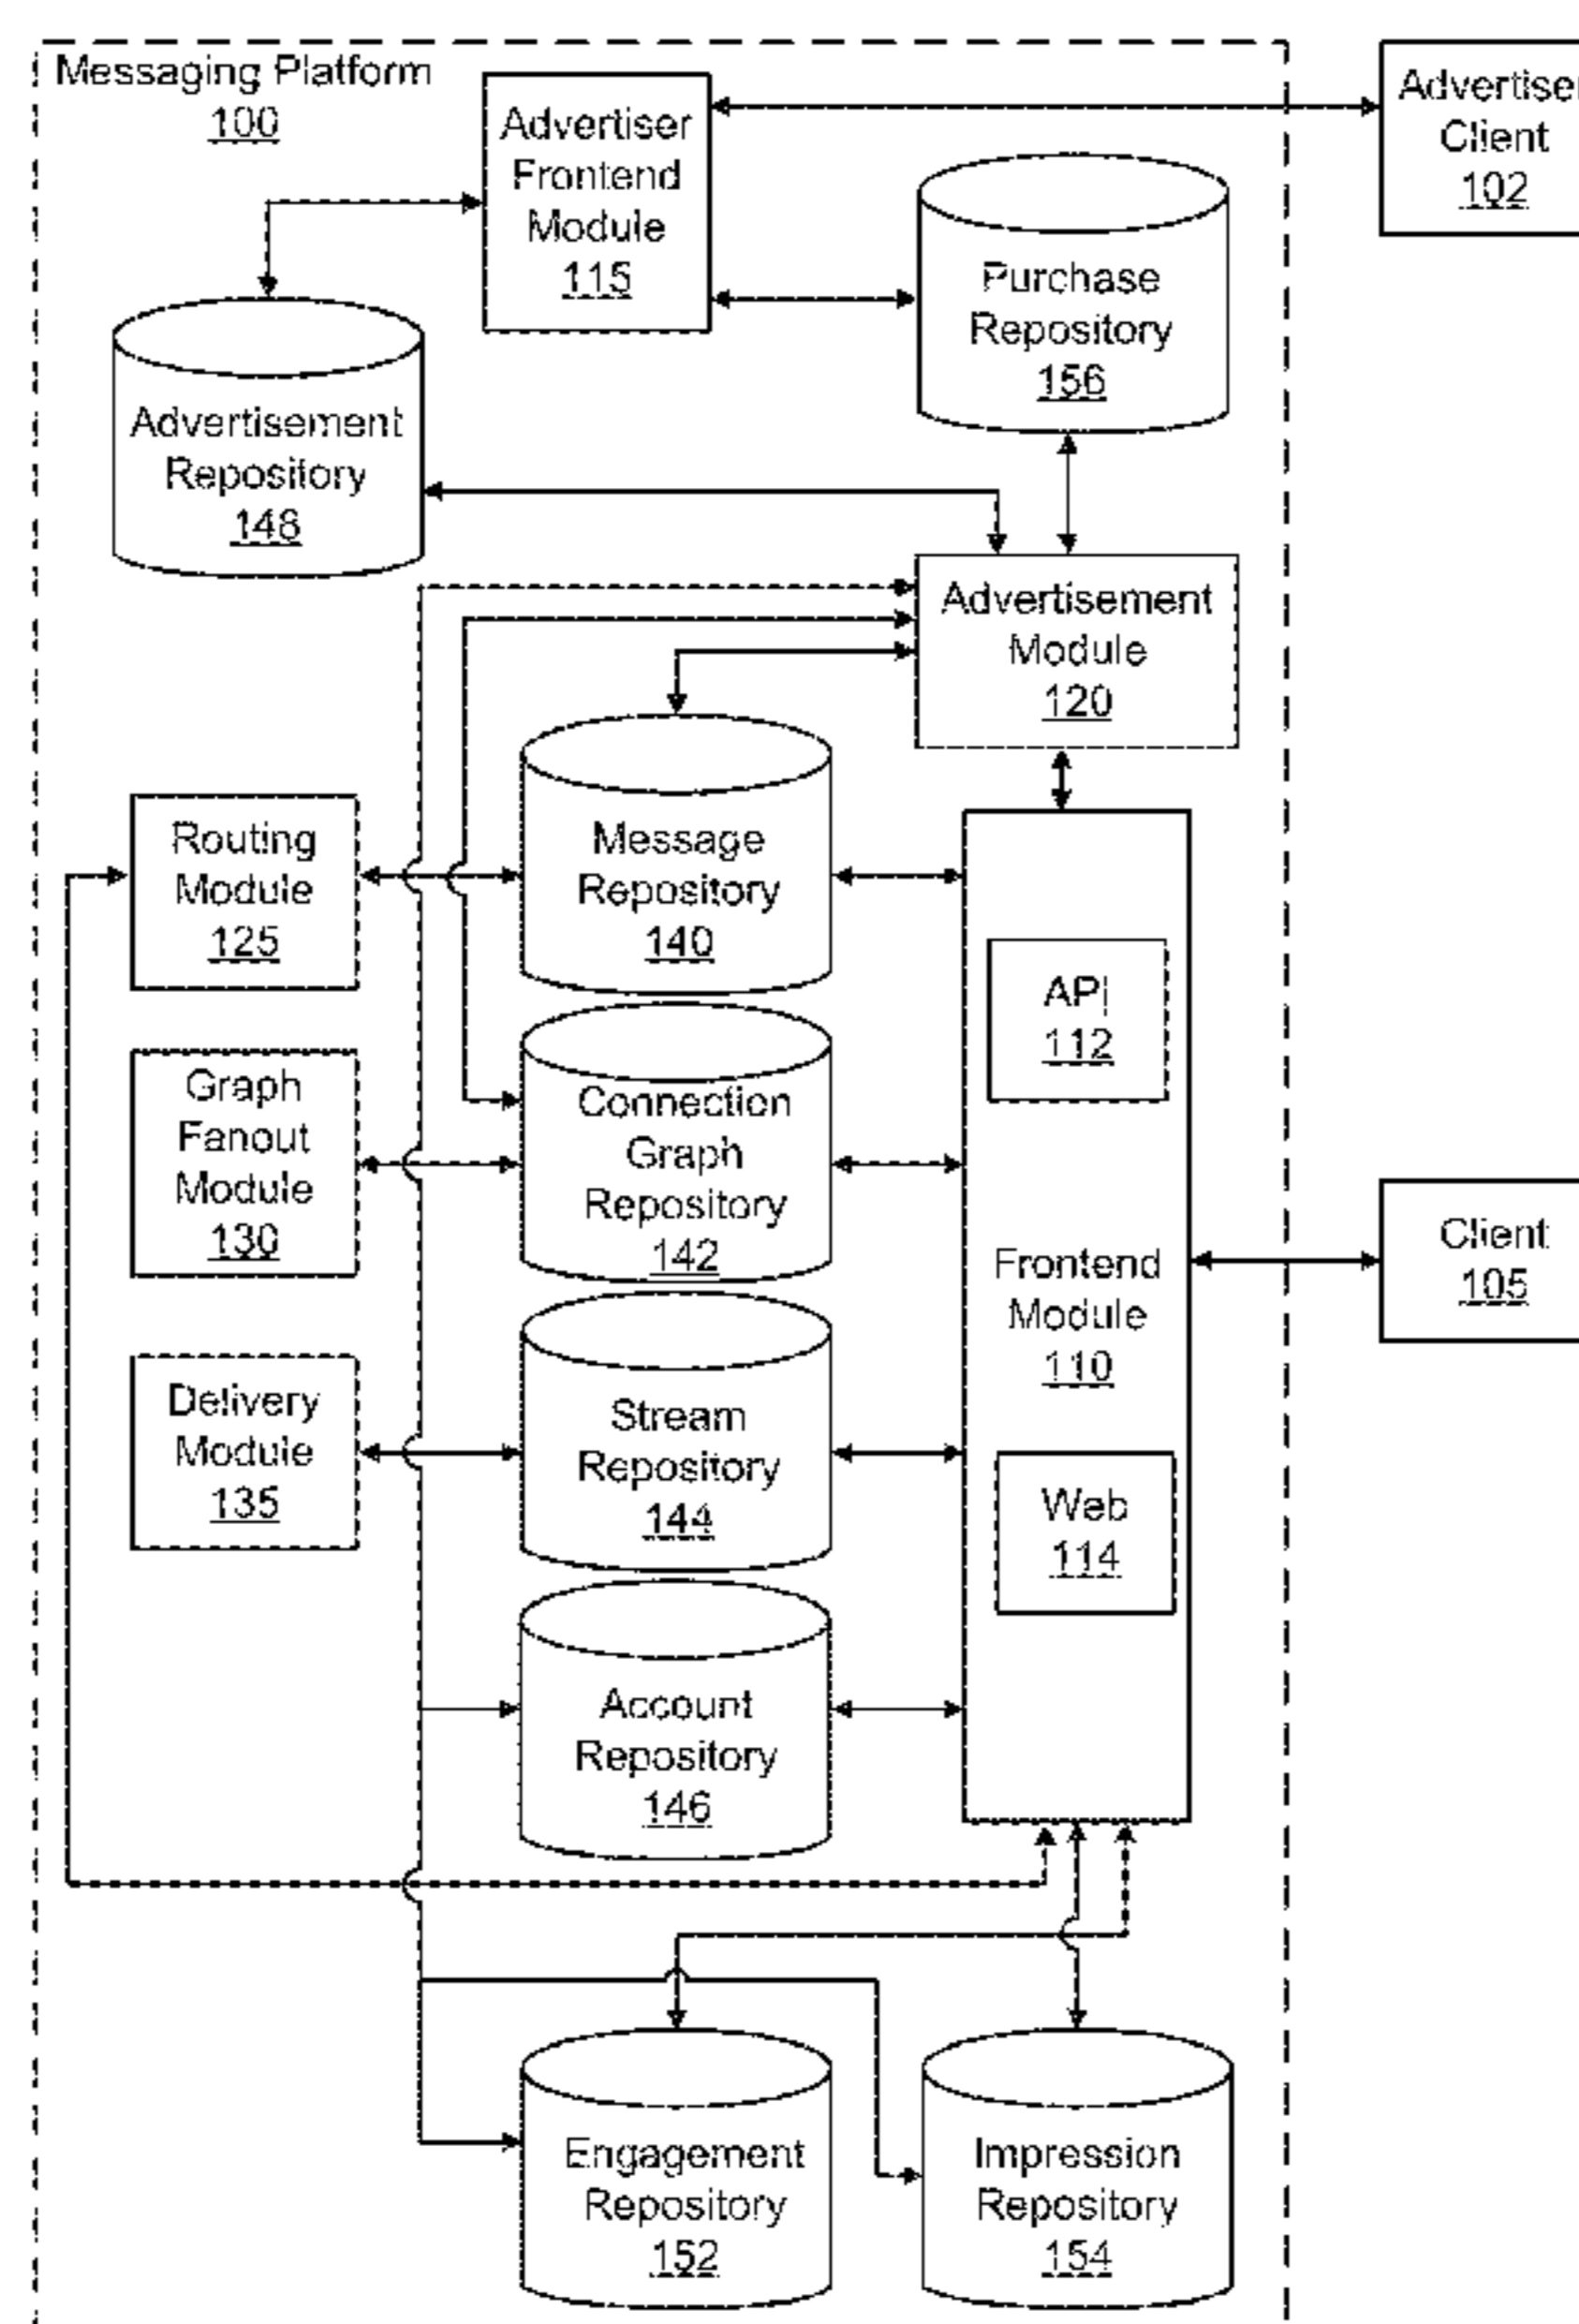 Messaging Platform
100
Advertiser
Frontend
Module
115
Advertiser
Client
102
Purchase
Repository
156
Advertisement
Repository
148
Advertisement
Module
120
Routing
Module
125
Message
Repository
140
API
112
Graph
Fanout
Module
130
Connection
Graph
Repository
142
Frontend
Module
110
Client
105
Delivery
Module
135
Stream
Repository
144
Web
114
Account
Repository
146
Engagement
Repository
152
Impression
Repository
154